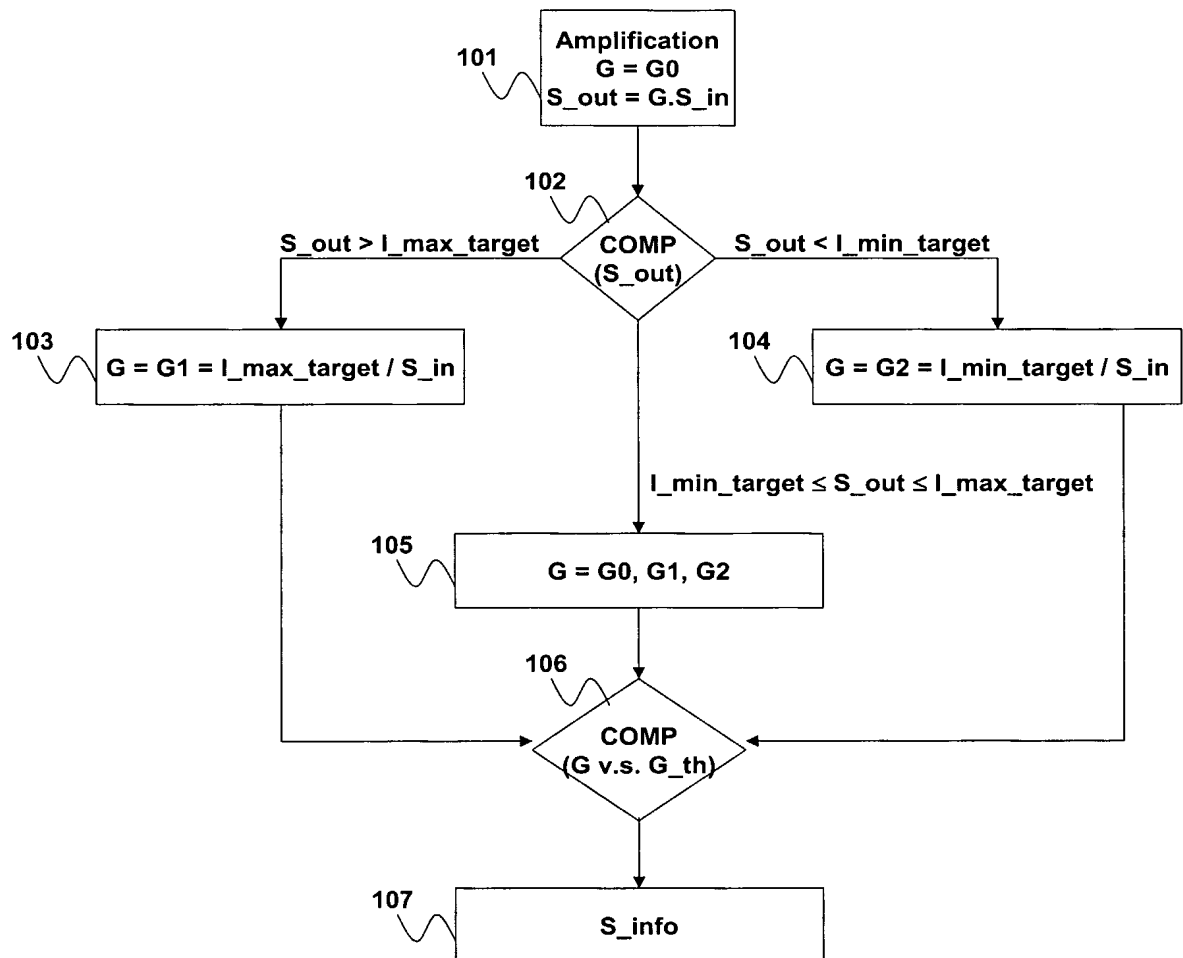 Amplification
G = G0
S_out = G.S_in
101
102
COMP
(S_out)
S_out > I_max_target
S_out < I_min_target
103
G = G1 = I_max_target / S_in
104
G = G2 = I_min_target / S_in
I_min_target ≤ S_out ≤ I_max_target
105
G = G0, G1, G2
106
COMP
(G v.s. G_th)
107
S_info